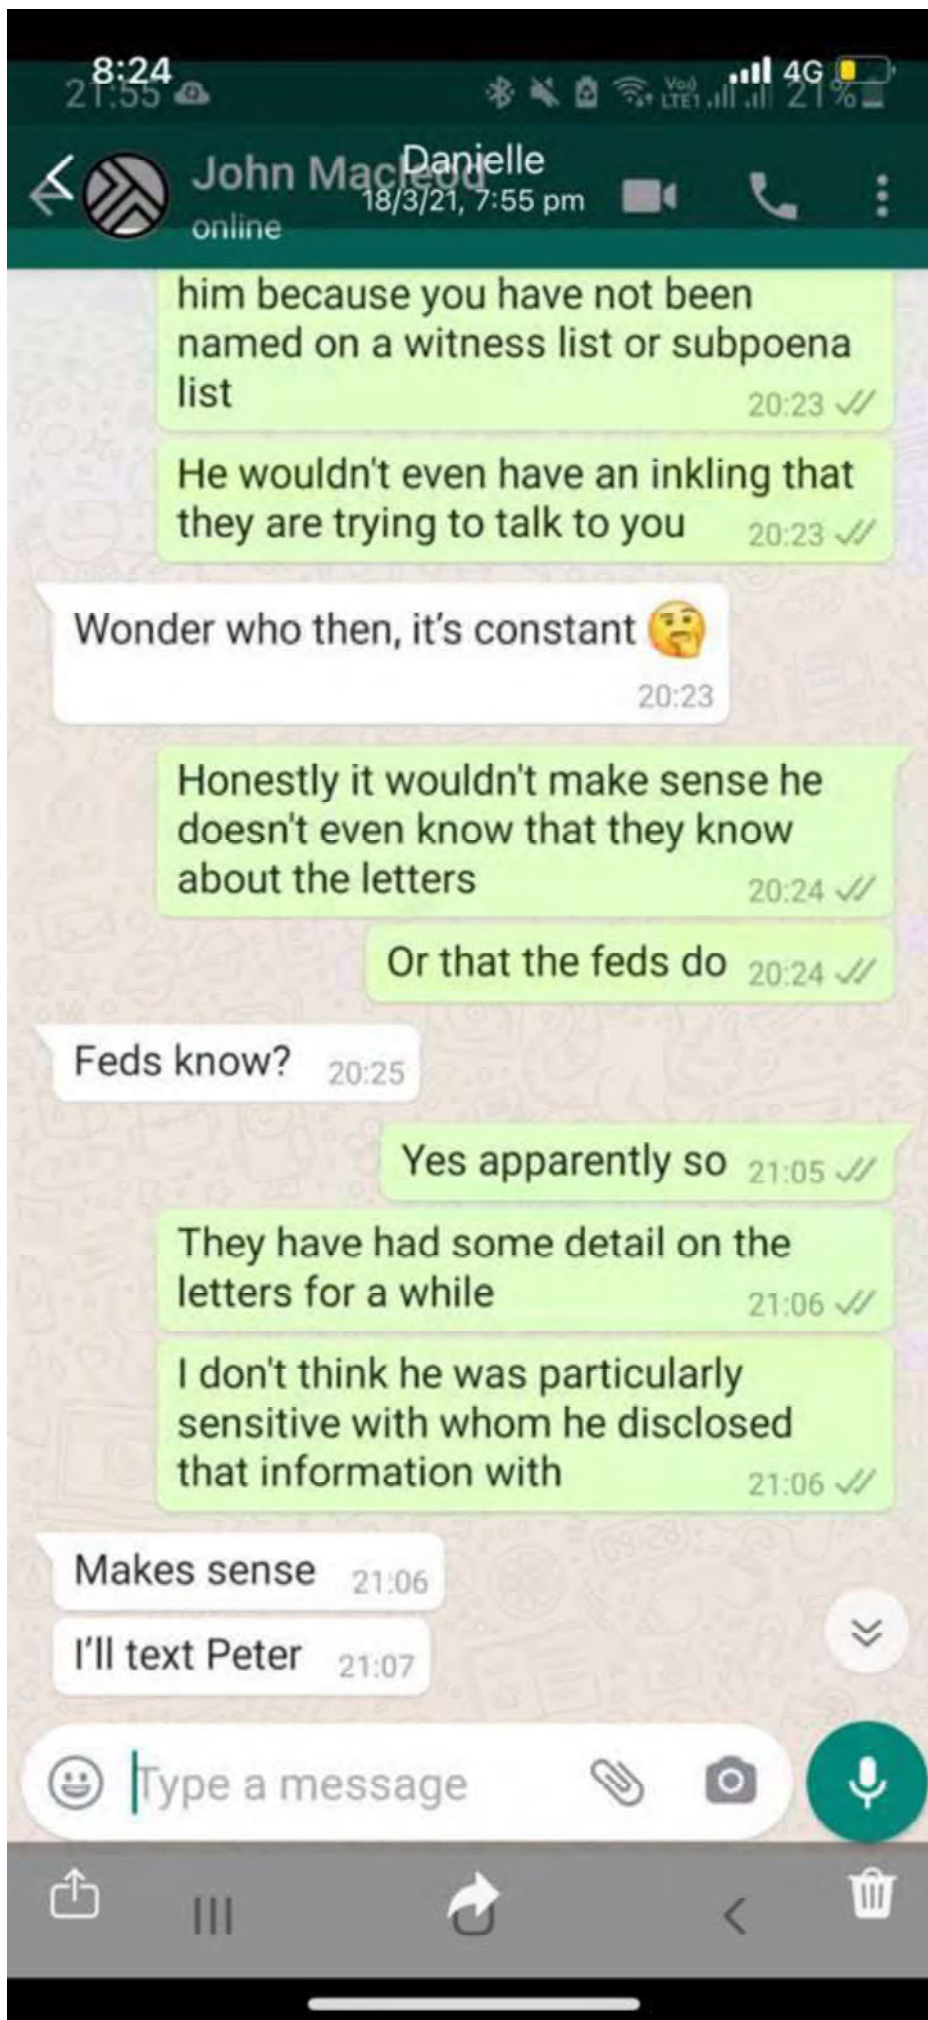 8:24
4G
21:55
VoD
LTE1
21%
Danielle
John Macleod
18/3/21, 7:55 pm
online
him because you have not been
named on a witness list or subpoena
list
20:23
He wouldn't even have an inkling that
they are trying to talk to you
20:23
Wonder who then, it's constant 🤔
20:23
Honestly it wouldn't make sense he
doesn't even know that they know
about the letters
20:24
Or that the feds do 20:24
Feds know? 20:25
Yes apparently so 21:05
They have had some detail on the
letters for a while
21:06
I don't think he was particularly
sensitive with whom he disclosed
that information with
21:06
Makes sense 21:06
I'll text Peter 21:07
Type a message